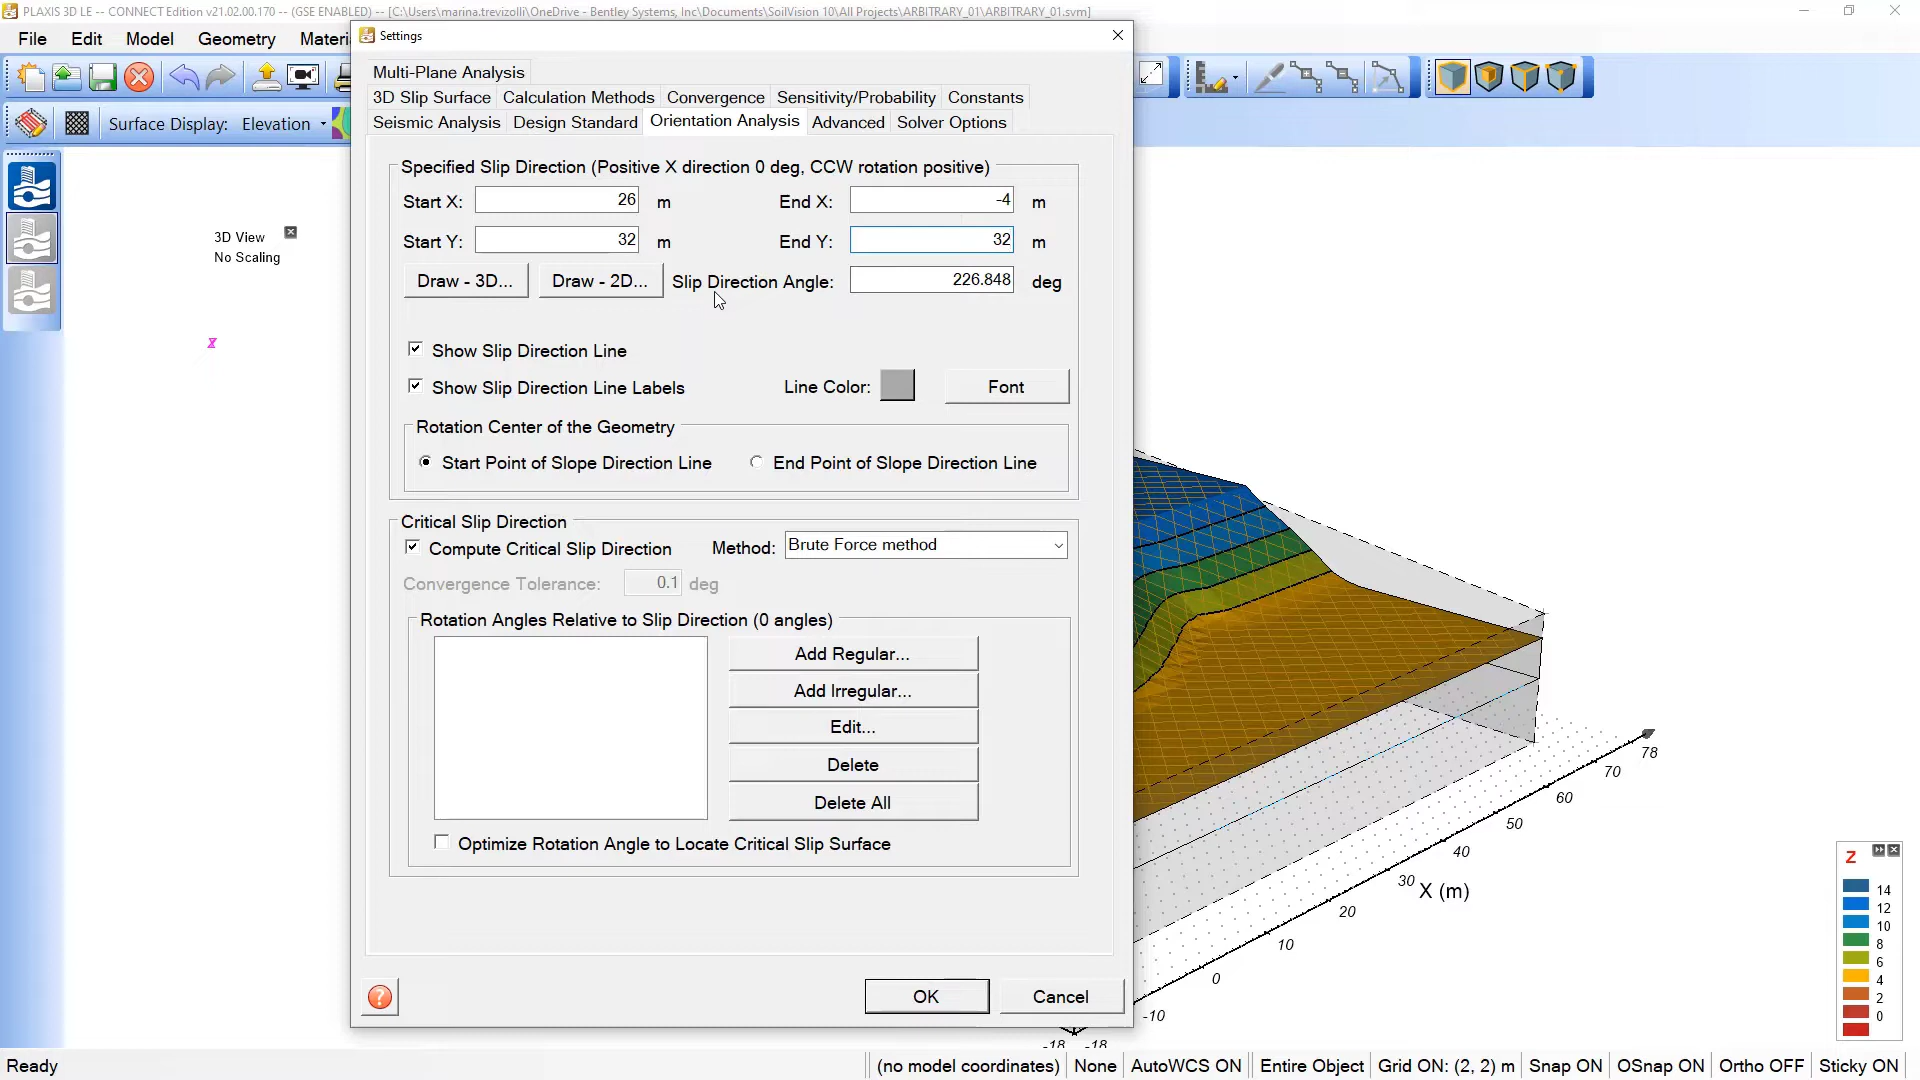 PLAXIS 3D LE -- CONNECT Edition v21.02.00.170 -- (GSE ENABLED) -- [C:\Users\marina.trevizolli\OneDrive - Bentley Systems, Inc\Documents\SoilVision 10\All Projects\ARBITRARY_01\ARBITRARY_01.svm]
File Edit Model Geometry
Settings
Multi-Plane Analysis
3D Slip Surface Calculation Methods Convergence Sensitivity/Probability Constants
Seismic Analysis Design Standard Orientation Analysis Advanced Solver Options
Surface Display: Elevation
3D View
No Scaling
Specified Slip Direction (Positive X direction 0 deg, CCW rotation positive)
Start X: 26 m End X: -4 m
Start Y: 32 m End Y: 32 m
Draw - 3D... Draw - 2D... Slip Direction Angle: 226.848 deg
Show Slip Direction Line
Show Slip Direction Line Labels Line Color: Font
Rotation Center of the Geometry
Start Point of Slope Direction Line End Point of Slope Direction Line
Critical Slip Direction
Compute Critical Slip Direction Method: Brute Force method
Convergence Tolerance: 0.1 deg
Rotation Angles Relative to Slip Direction (0 angles)
Add Regular...
Add Irregular...
Edit...
Delete
Delete All
Optimize Rotation Angle to Locate Critical Slip Surface
OK Cancel
Z
-18 -18
-10
0
10
20
30
40
50
60
70
78
X (m)
Z
14
12
10
8
6
4
2
0
Ready (no model coordinates) None AutoWCS ON Entire Object Grid ON: (2, 2) m Snap ON OSnap ON Ortho OFF Sticky ON